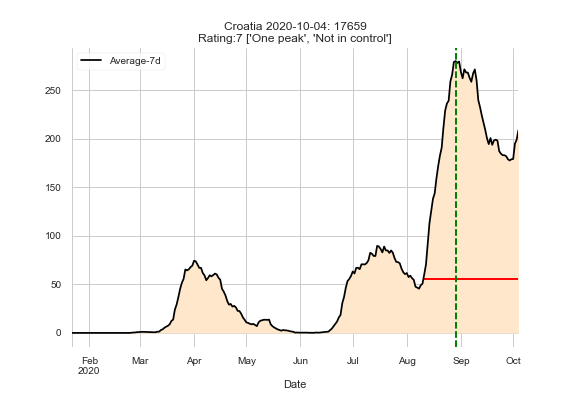 Croatia 2020-10-04: 17659
Rating:7 ['One peak', 'Not in control']
Average-7d
250
200
150
100
50
0
Feb Mar Apr May Jun Jul Aug Sep Oct
2020
Date